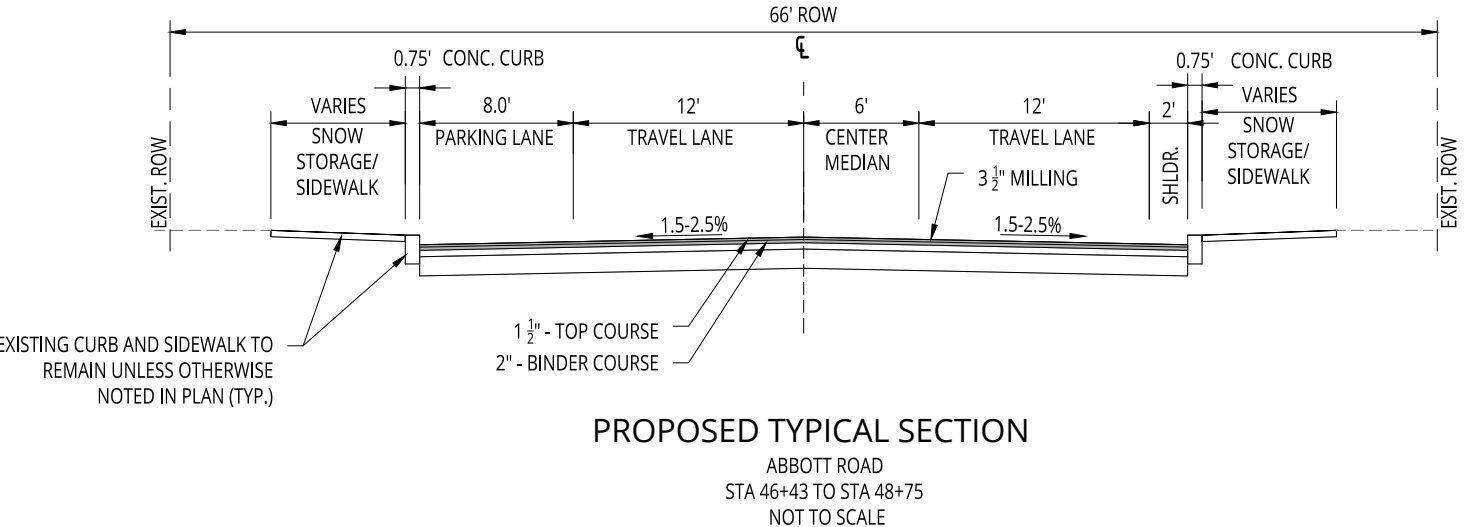 66' ROW
℄
0.75' CONC. CURB
0.75' CONC. CURB
VARIES
8.0'
12'
6'
12'
2'
VARIES
SNOW
STORAGE/
SIDEWALK
PARKING LANE
TRAVEL LANE
CENTER
MEDIAN
TRAVEL LANE
SHLDR.
SNOW
STORAGE/
SIDEWALK
EXIST. ROW
EXIST. ROW
3 1/2" MILLING
1.5-2.5%
1.5-2.5%
1 1/2" - TOP COURSE
2" - BINDER COURSE
EXISTING CURB AND SIDEWALK TO
REMAIN UNLESS OTHERWISE
NOTED IN PLAN (TYP.)
PROPOSED TYPICAL SECTION
ABBOTT ROAD
STA 46+43 TO STA 48+75
NOT TO SCALE